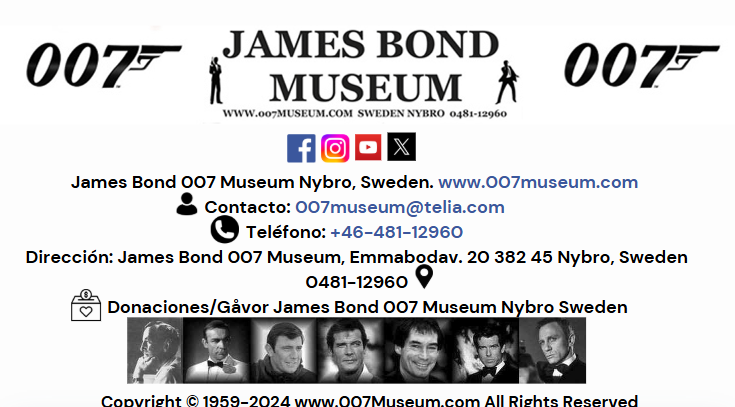 007 JAMES BOND 007
MUSEUM
WWW.007MUSEUM.COM SWEDEN NYBRO 0481-12960
James Bond 007 Museum Nybro, Sweden. www.007museum.com
Contacto: 007museum@telia.com
Teléfono: +46-481-12960
Dirección: James Bond 007 Museum, Emmabodav. 20 382 45 Nybro, Sweden
0481-12960
Donaciones/Gåvor James Bond 007 Museum Nybro Sweden
Copyright © 1959-2024 www.007Museum.com All Rights Reserved